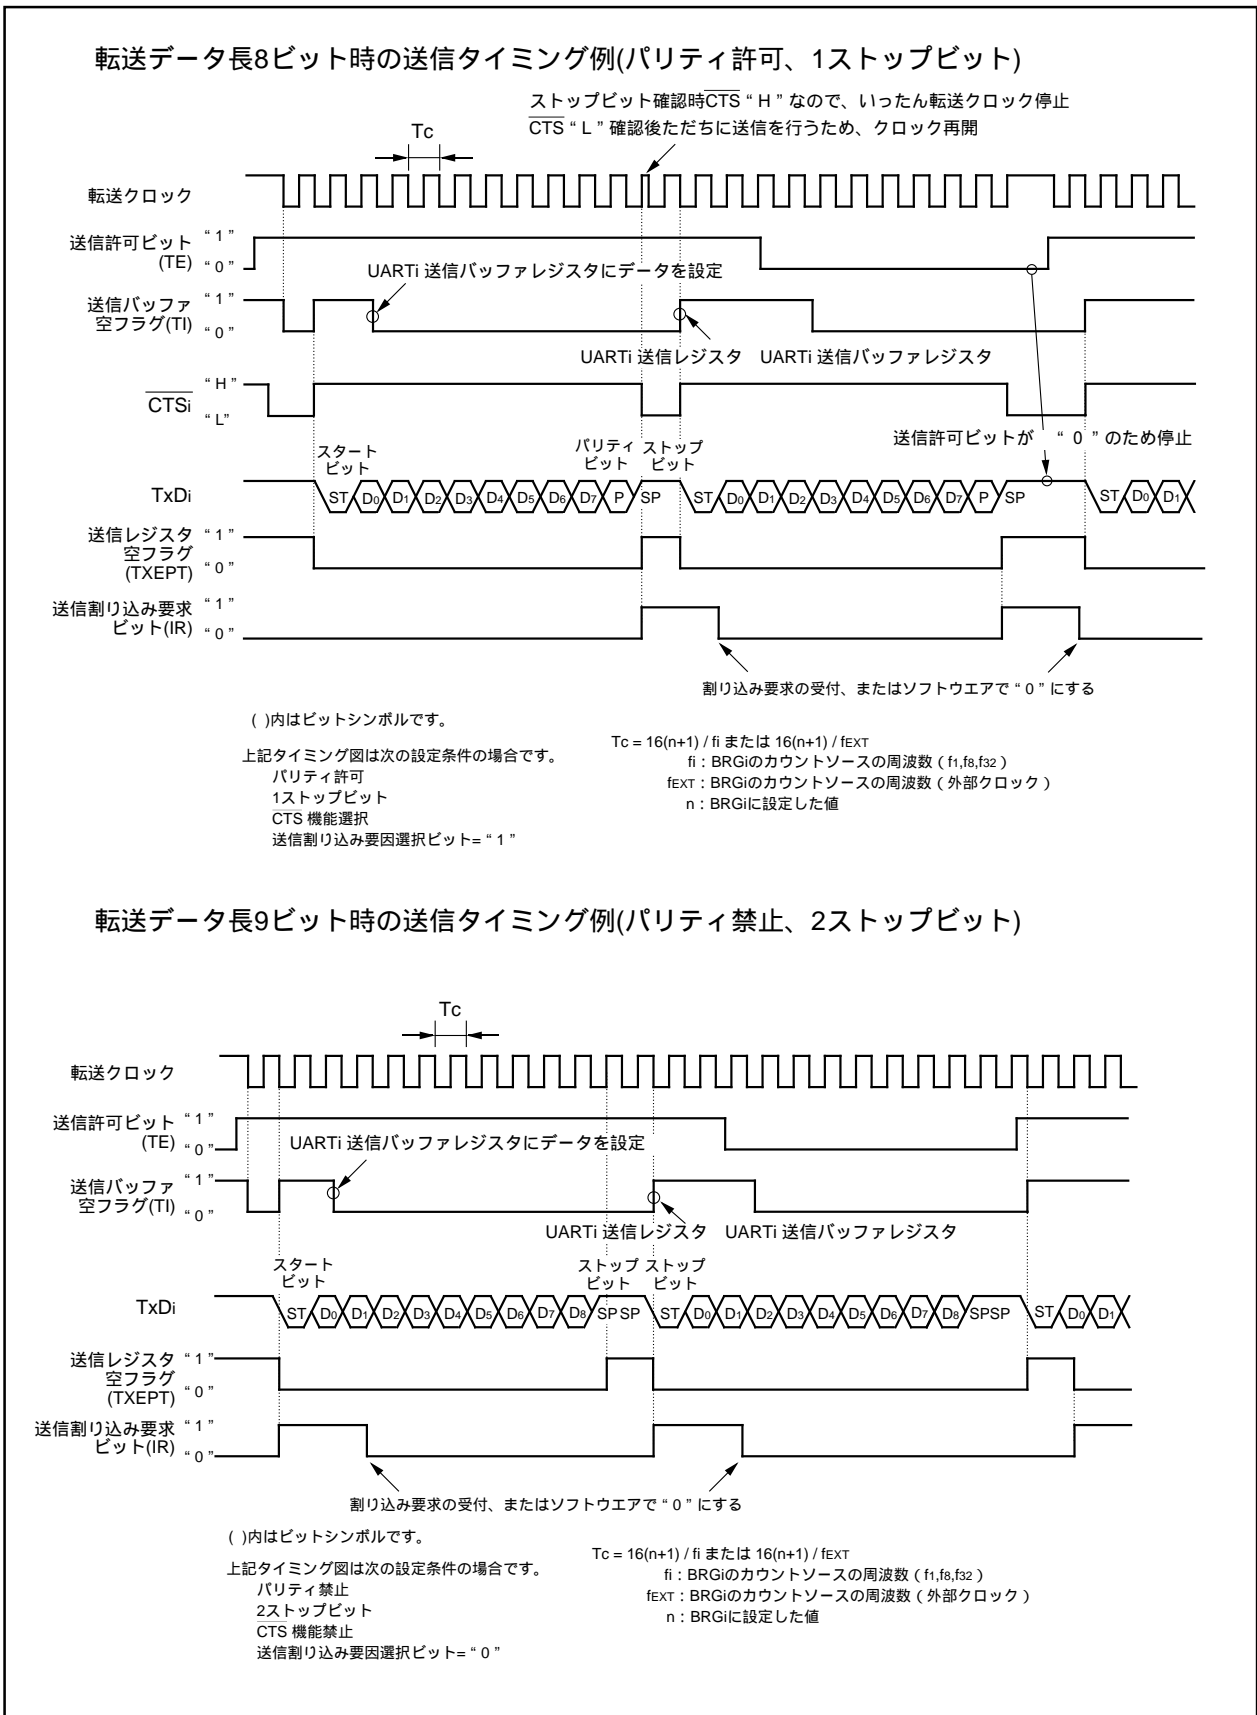 転送データ長8ビット時の送信タイミング例(パリティ許可、1ストップビット)
ストップビット確認時CTS “ H ” なので、いったん転送クロック停止
CTS “ L ” 確認後ただちに送信を行うため、クロック再開
Tc
転送クロック
送信許可ビット
(TE)
“ 1 ”
“ 0 ”
UARTi 送信バッファレジスタにデータを設定
送信バッファ
空フラグ(TI)
“ 1 ”
“ 0 ”
UARTi 送信レジスタ UARTi 送信バッファレジスタ
CTSi
“ H ”
“ L”
送信許可ビットが “ 0 ” のため停止
スタート
ビット
パリティ
ビット
ストップ
ビット
TxDi
ST D0 D1 D2 D3 D4 D5 D6 D7 P SP ST D0 D1 D2 D3 D4 D5 D6 D7 P SP ST D0 D1
送信レジスタ
空フラグ
(TXEPT)
“ 1 ”
“ 0 ”
送信割り込み要求
ビット(IR)
“ 1 ”
“ 0 ”
割り込み要求の受付、またはソフトウエアで “ 0 ” にする
( )内はビットシンボルです。
上記タイミング図は次の設定条件の場合です。
パリティ許可
1ストップビット
CTS 機能選択
送信割り込み要因選択ビット= “ 1 ”
Tc = 16(n+1) / fi または 16(n+1) / fEXT
fi : BRGiのカウントソースの周波数 ( f1,f8,f32 )
fEXT : BRGiのカウントソースの周波数 ( 外部クロック )
n : BRGiに設定した値
転送データ長9ビット時の送信タイミング例(パリティ禁止、2ストップビット)
Tc
転送クロック
送信許可ビット
(TE)
“ 1 ”
“ 0 ”
UARTi 送信バッファレジスタにデータを設定
送信バッファ
空フラグ(TI)
“ 1 ”
“ 0 ”
UARTi 送信レジスタ UARTi 送信バッファレジスタ
スタート
ビット
ストップ
ビット
ストップ
ビット
TxDi
ST D0 D1 D2 D3 D4 D5 D6 D7 D8 SP SP ST D0 D1 D2 D3 D4 D5 D6 D7 D8 SPSP ST D0 D1
送信レジスタ
空フラグ
(TXEPT)
“ 1 ”
“ 0 ”
送信割り込み要求
ビット(IR)
“ 1 ”
“ 0 ”
割り込み要求の受付、またはソフトウエアで “ 0 ” にする
( )内はビットシンボルです。
上記タイミング図は次の設定条件の場合です。
パリティ禁止
2ストップビット
CTS 機能禁止
送信割り込み要因選択ビット= “ 0 ”
Tc = 16(n+1) / fi または 16(n+1) / fEXT
fi : BRGiのカウントソースの周波数 ( f1,f8,f32 )
fEXT : BRGiのカウントソースの周波数 ( 外部クロック )
n : BRGiに設定した値